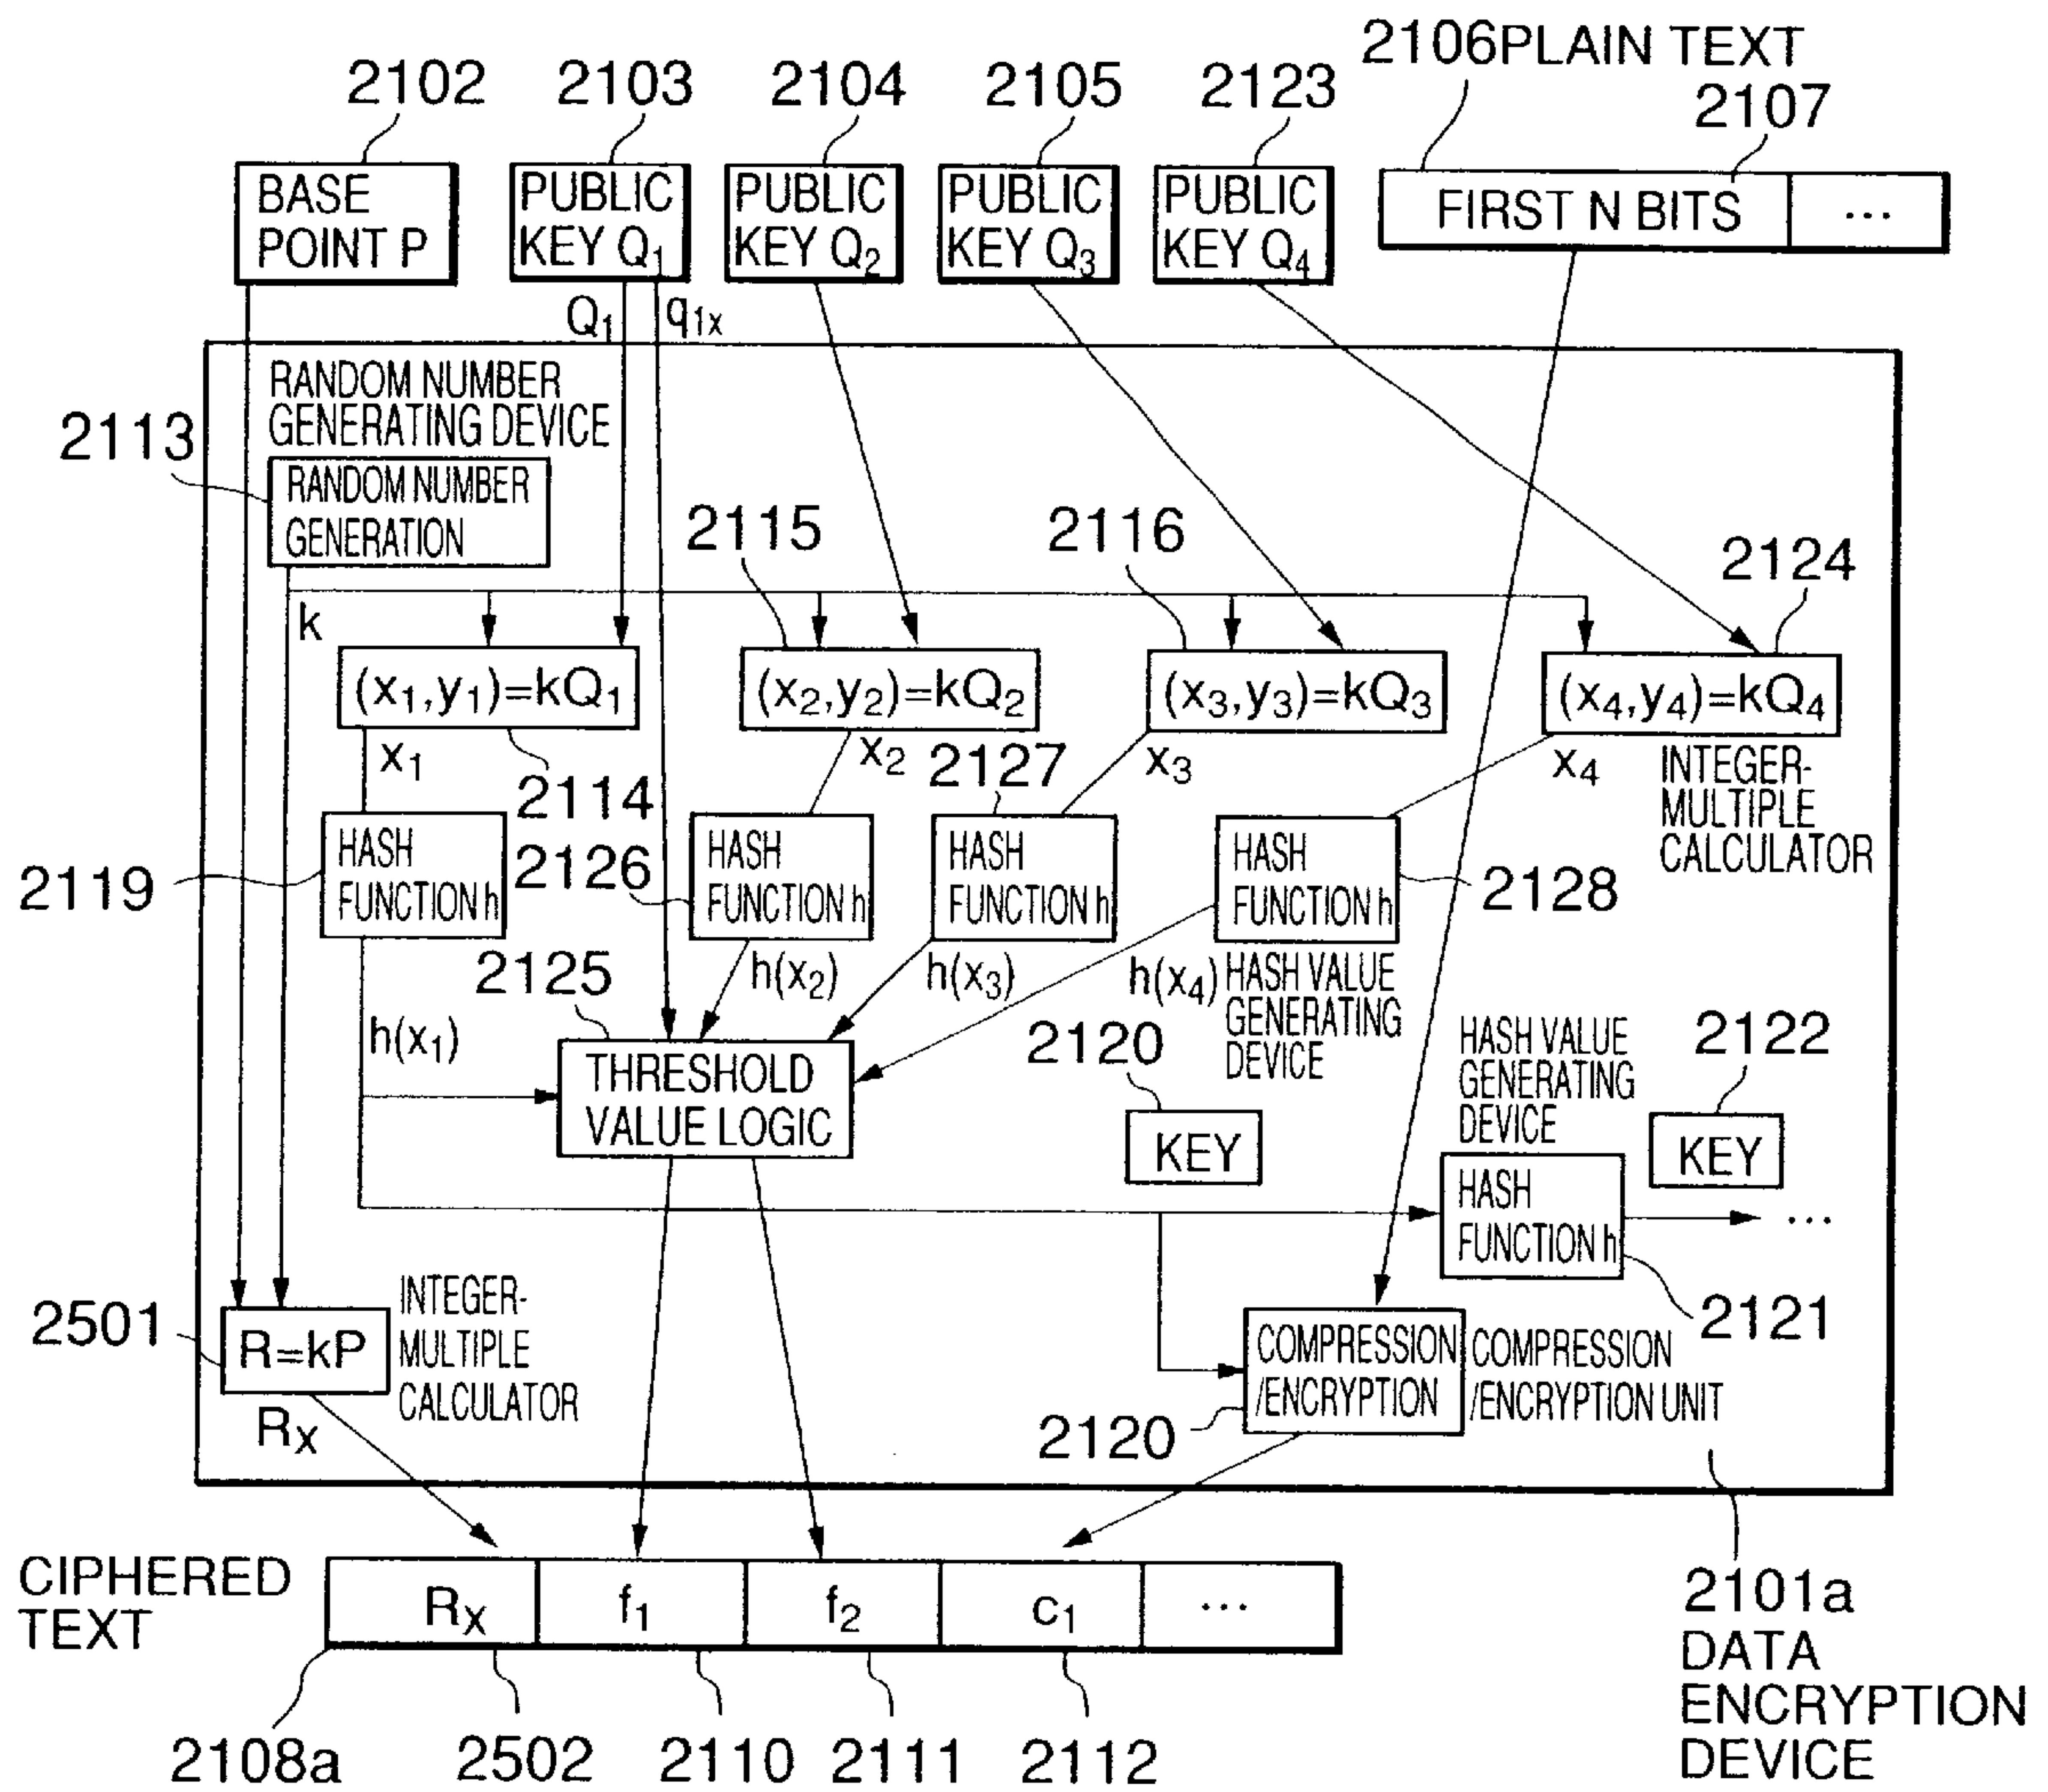 2106 PLAIN TEXT
2102
2103
2104
2105
2123
2107
BASE
POINT P
PUBLIC
KEY Q₁
PUBLIC
KEY Q₂
PUBLIC
KEY Q₃
PUBLIC
KEY Q₄
FIRST N BITS
...
Q₁
q₁ₓ
RANDOM NUMBER
GENERATING DEVICE
2113
RANDOM NUMBER
GENERATION
2115
2116
2124
k
(x₁,y₁)=kQ₁
(x₂,y₂)=kQ₂
(x₃,y₃)=kQ₃
(x₄,y₄)=kQ₄
x₁
2114
x₂
2127
x₃
x₄
INTEGER-
MULTIPLE
CALCULATOR
2119
HASH
FUNCTION h
2126
HASH
FUNCTION h
HASH
FUNCTION h
HASH
FUNCTION h
2128
2125
h(x₂)
h(x₃)
h(x₄)
HASH VALUE
GENERATING
DEVICE
h(x₁)
THRESHOLD
VALUE LOGIC
2120
KEY
HASH VALUE
GENERATING
DEVICE
2122
KEY
HASH
FUNCTION h
...
2121
2501
R=kP
INTEGER-
MULTIPLE
CALCULATOR
Rₓ
COMPRESSION
/ENCRYPTION
COMPRESSION
/ENCRYPTION UNIT
2120
CIPHERED
TEXT
Rₓ
f₁
f₂
c₁
...
2108a
2502
2110
2111
2112
2101a
DATA
ENCRYPTION
DEVICE